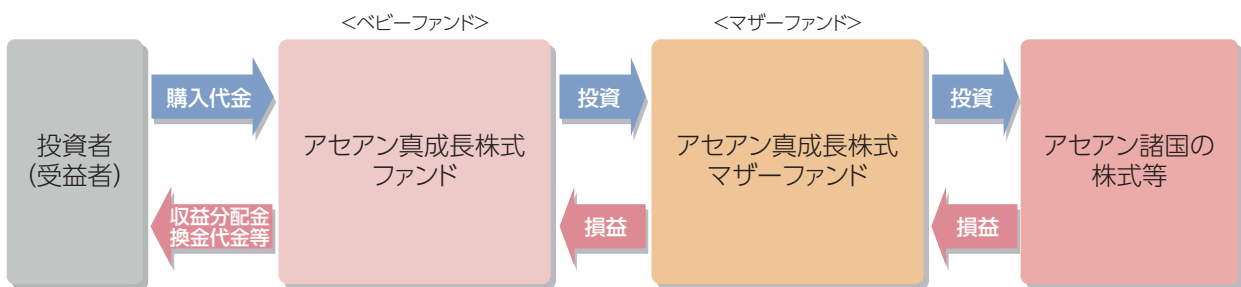 <ベビーファンド>
<マザーファンド>
投資者
(受益者)
購入代金
収益分配金
換金代金等
アセアン真成長株式
ファンド
投資
損益
アセアン真成長株式
マザーファンド
投資
損益
アセアン諸国の
株式等